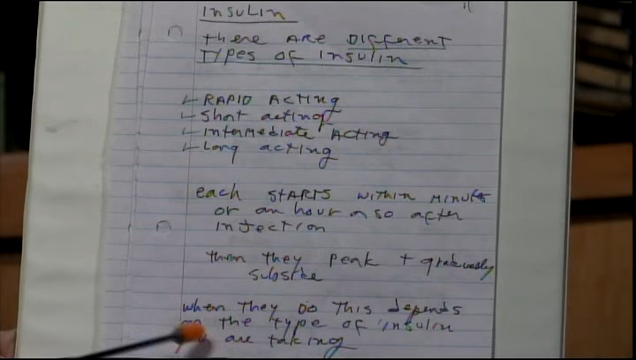 INSULIN
there ARE DIFFERENT
TYPES OF INSULIN
RAPID ACTING
Short acting
Intermediate ACTING
Long acting
each STARTS within minuts
or an hour or so after
injection
then they peak + gradeually
subside
when they Do This depends
the type of insulin
are taking